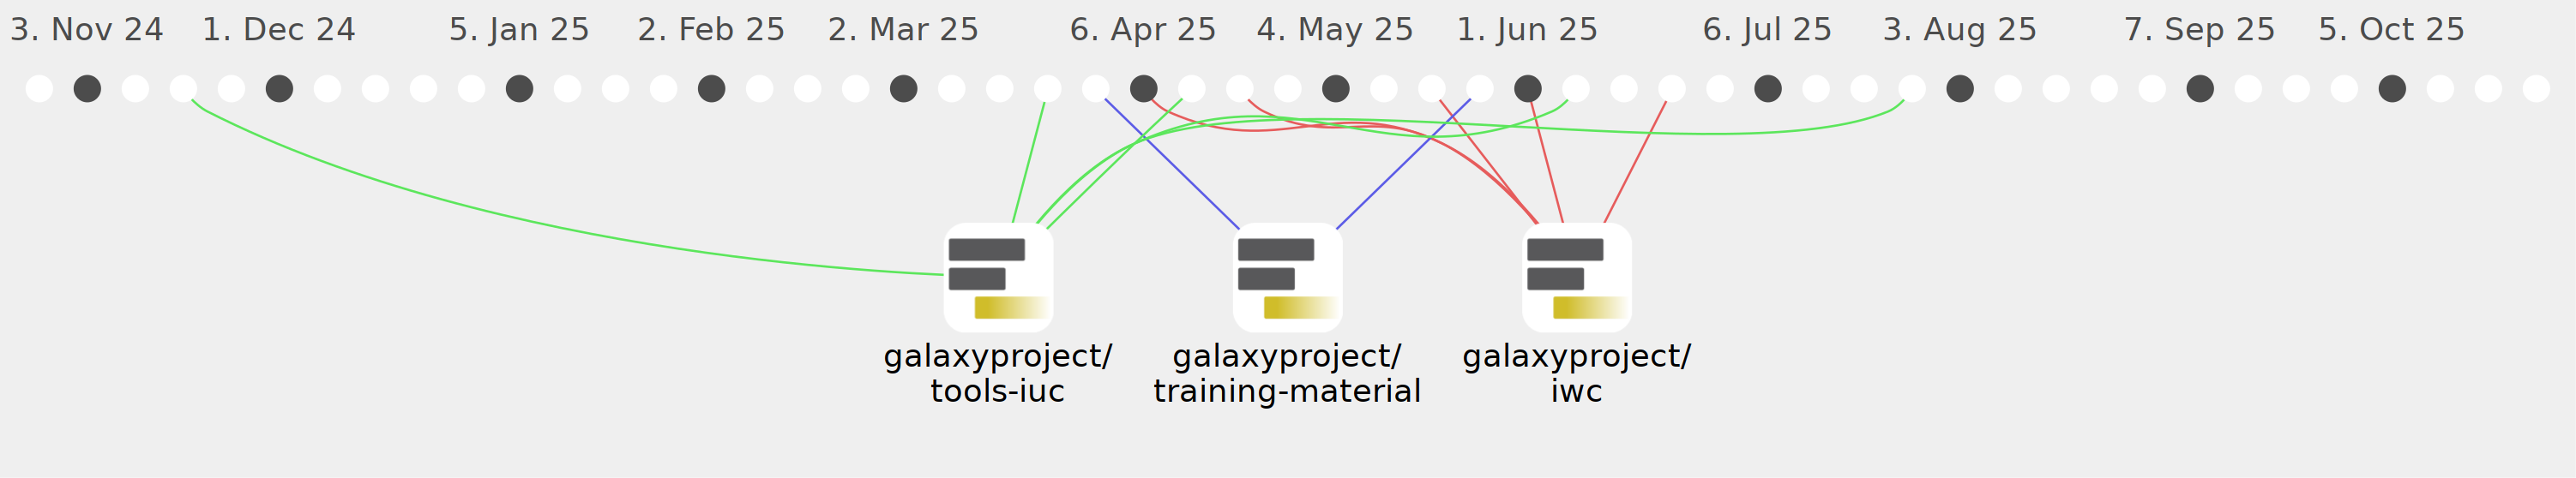 3. Nov 24 1. Dec 24 5. Jan 25 2. Feb 25 2. Mar 25 6. Apr 25 4. May 25 1. Jun 25 6. Jul 25 3. Aug 25 7. Sep 25 5. Oct 25
galaxyproject/
tools-iuc
galaxyproject/
training-material
galaxyproject/
iwc